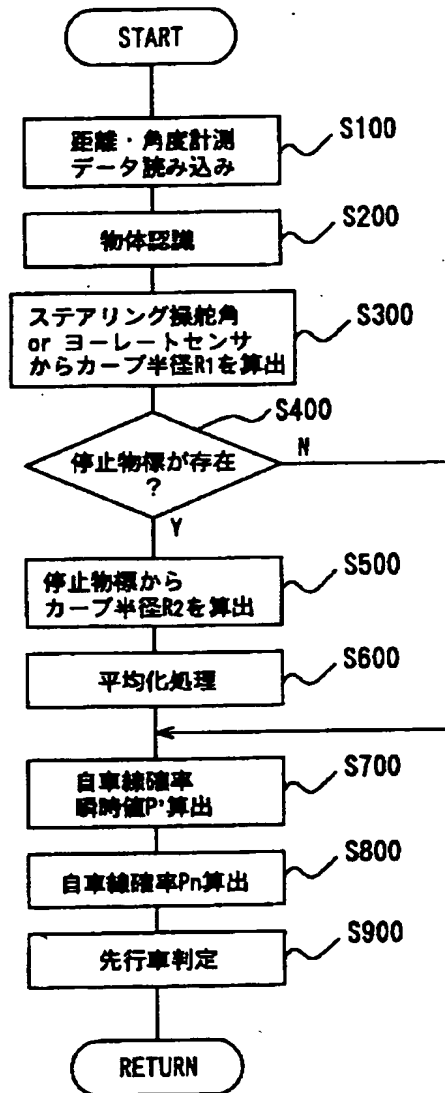 START
距離・角度計測
データ読み込み
S100
物体認識
S200
ステアリング操舵角
or ヨーレートセンサ
からカーブ半径R1を算出
S300
停止物標が存在
?
S400
N
Y
停止物標から
カーブ半径R2を算出
S500
平均化処理
S600
自車線確率
瞬時値P'算出
S700
自車線確率Pn算出
S800
先行車判定
S900
RETURN